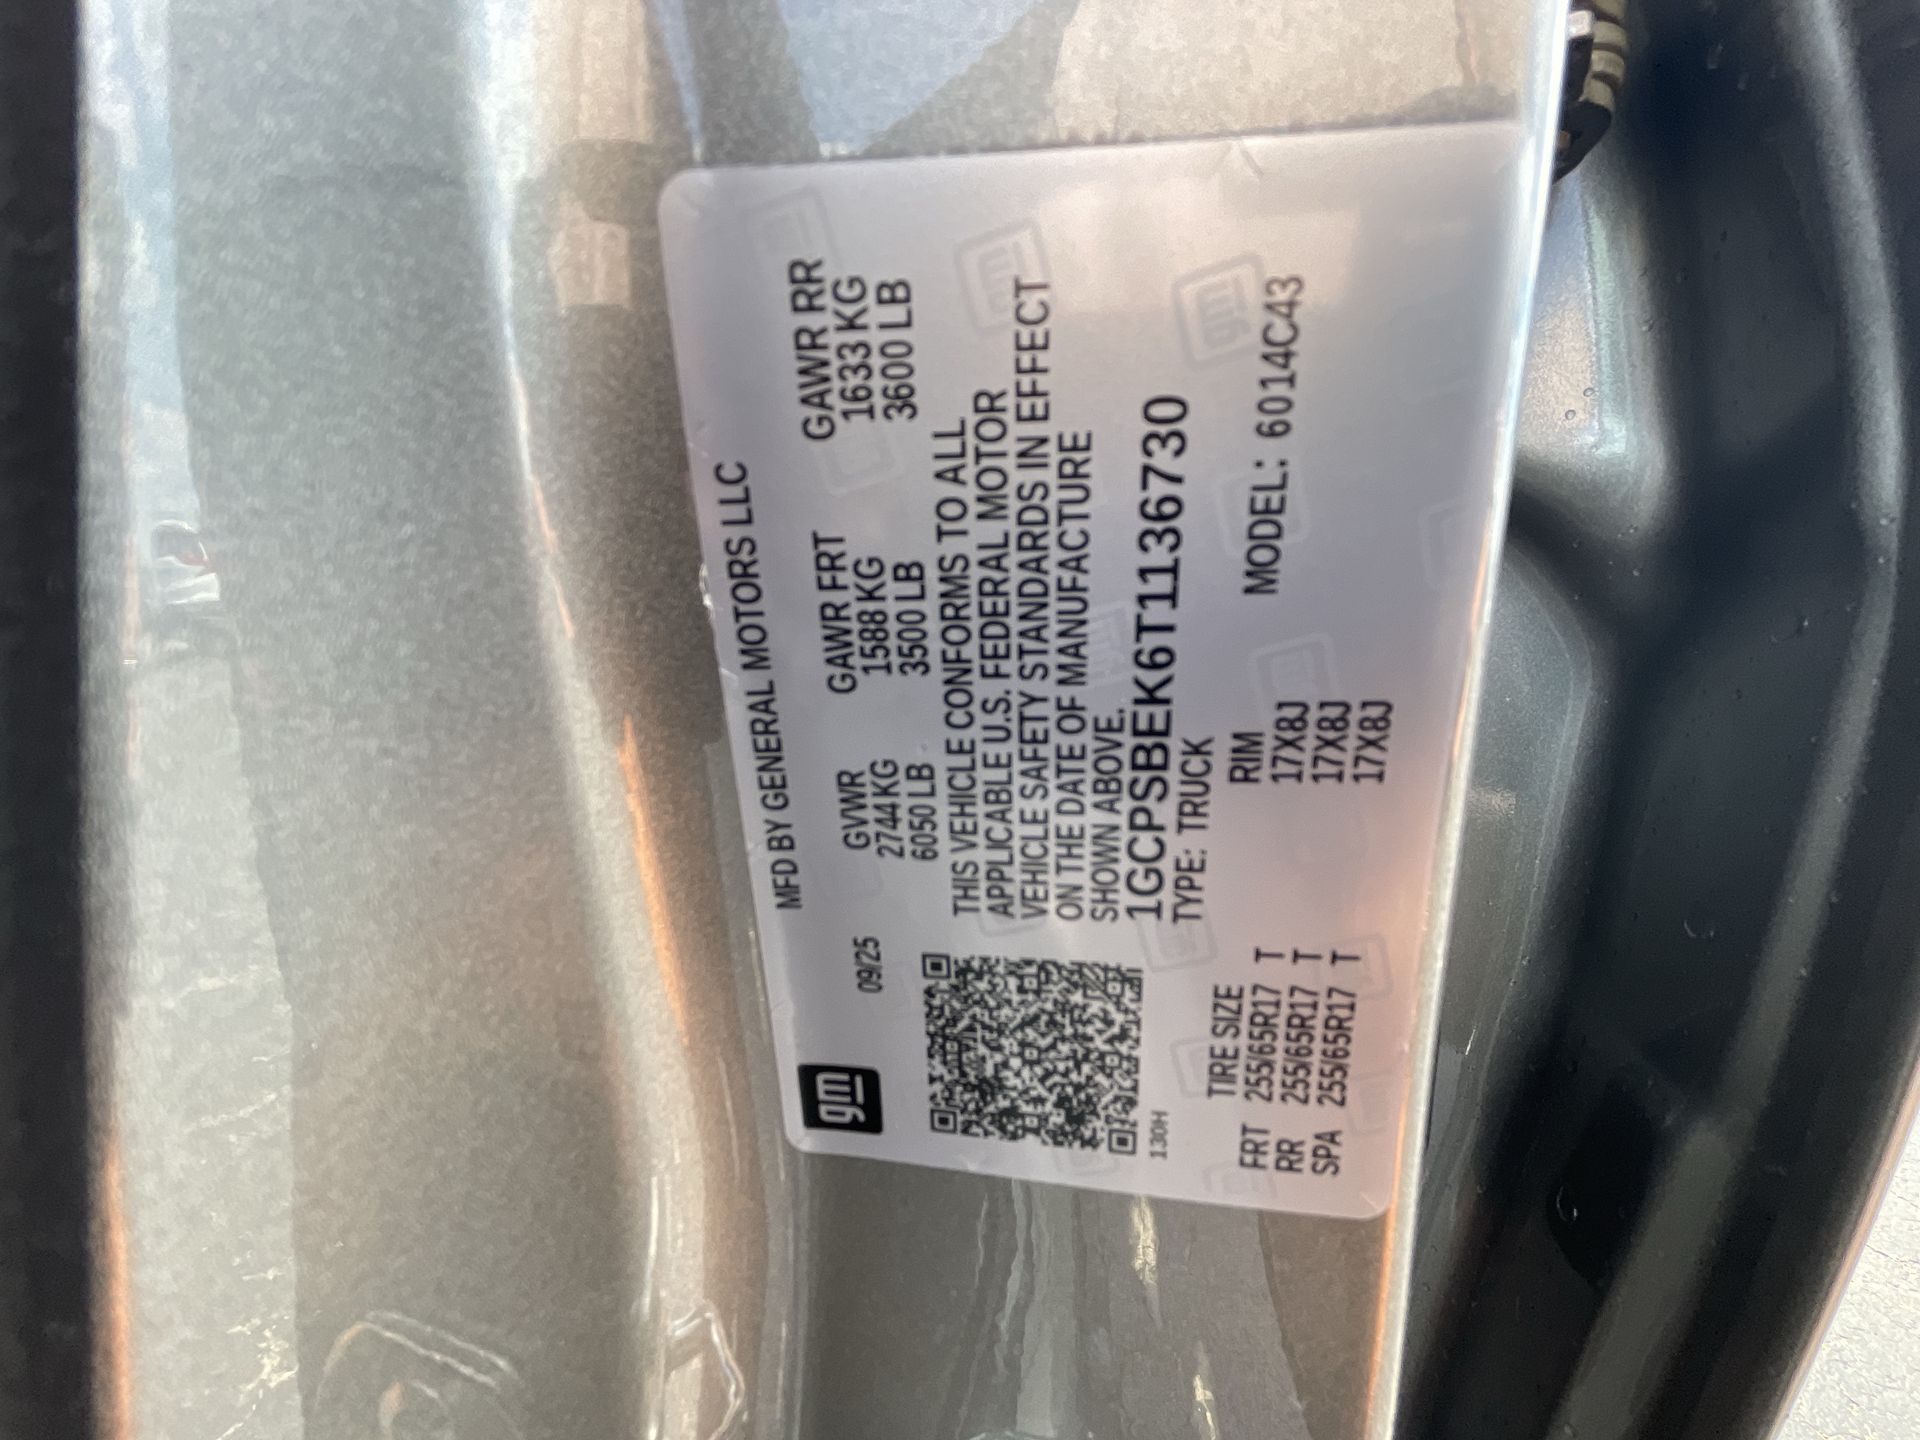 gm
MFD BY GENERAL MOTORS LLC
09/25 GVWR GAWR FRT GAWR RR
2744 KG 1588 KG 1633 KG
6050 LB 3500 LB 3600 LB
THIS VEHICLE CONFORMS TO ALL
APPLICABLE U.S. FEDERAL MOTOR
VEHICLE SAFETY STANDARDS IN EFFECT
ON THE DATE OF MANUFACTURE
SHOWN ABOVE.
1GCPSBEK6T1136730
130H TYPE: TRUCK
TIRE SIZE RIM MODEL: 6014C43
FRT 255/65R17 T 17X8J
RR 255/65R17 T 17X8J
SPA 255/65R17 T 17X8J